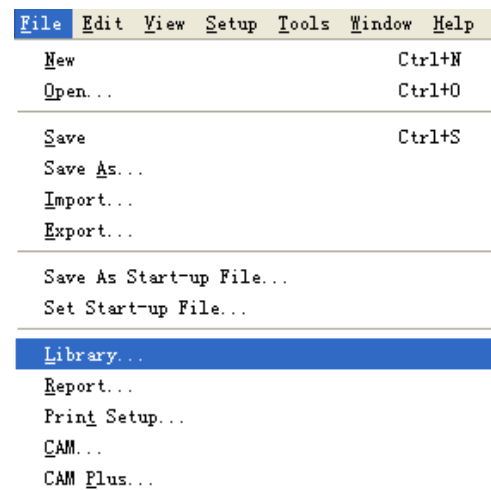 File Edit View Setup Tools Window Help
New Ctrl+N
Open... Ctrl+O
Save Ctrl+S
Save As...
Import...
Export...
Save As Start-up File...
Set Start-up File...
Library...
Report...
Print Setup...
CAM...
CAM Plus...